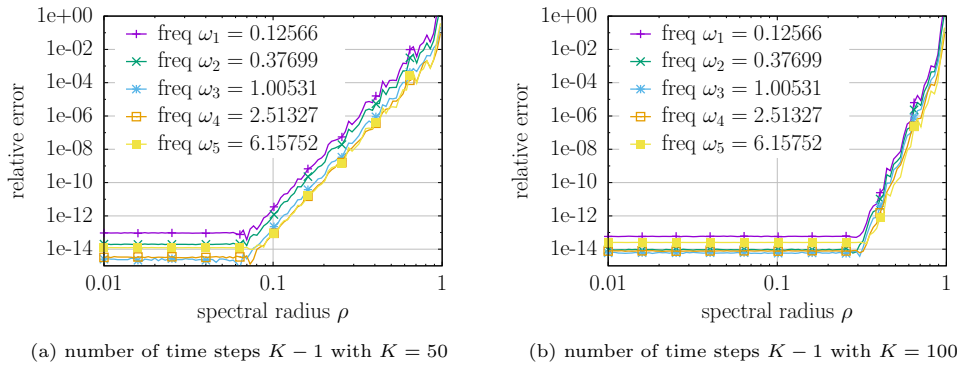 1e+00
1e-02
1e-04
1e-06
1e-08
1e-10
1e-12
1e-14
relative error
freq ω1 = 0.12566
freq ω2 = 0.37699
freq ω3 = 1.00531
freq ω4 = 2.51327
freq ω5 = 6.15752
0.01 0.1 1
spectral radius ρ
(a) number of time steps K − 1 with K = 50
1e+00
1e-02
1e-04
1e-06
1e-08
1e-10
1e-12
1e-14
relative error
freq ω1 = 0.12566
freq ω2 = 0.37699
freq ω3 = 1.00531
freq ω4 = 2.51327
freq ω5 = 6.15752
0.01 0.1 1
spectral radius ρ
(b) number of time steps K − 1 with K = 100